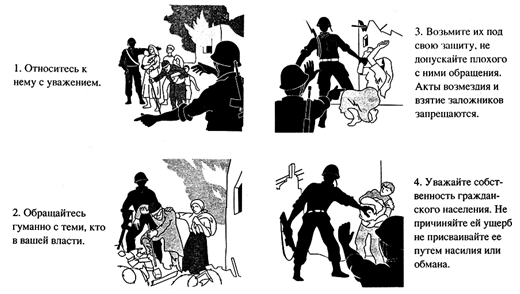 1. Относитесь к
нему с уважением.
2. Обращайтесь
гуманно с теми, кто
в вашей власти.
3. Возьмите их под
свою защиту, не
допускайте плохого
с ними обращения.
Акты возмездия и
взятие заложников
запрещаются.
4. Уважайте собст-
венность граждан-
ского населения. Не
причиняйте ей ущерб
не присваивайте ее
путем насилия или
обмана.